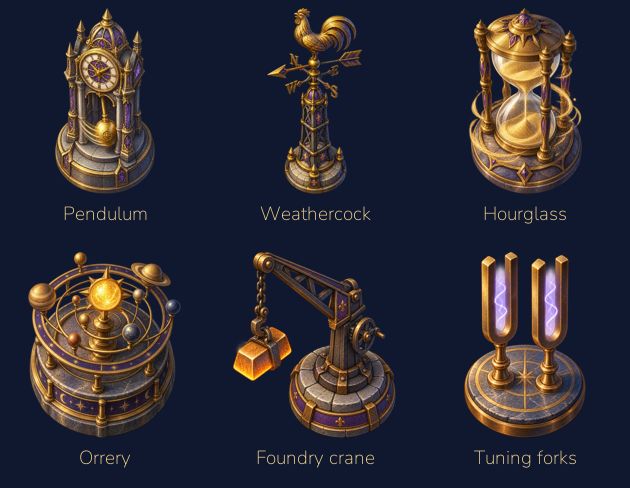 Pendulum
Weathercock
Hourglass
Orrery
Foundry crane
Tuning forks